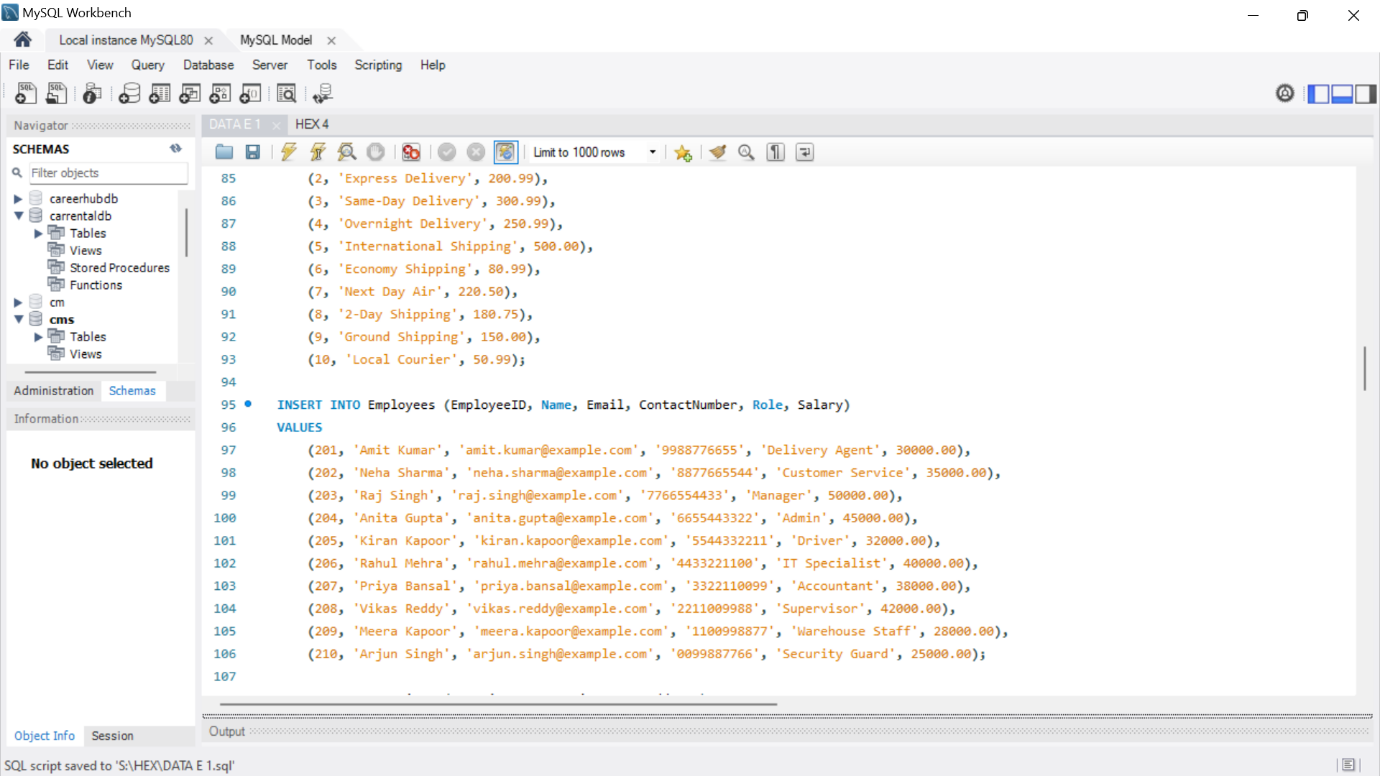 MySQL Workbench
Local instance MySQL80 × MySQL Model ×
File Edit View Query Database Server Tools Scripting Help
Navigator
SCHEMAS
Filter objects
careerhubdb
carrentaldb
Tables
Views
Stored Procedures
Functions
cm
cms
Tables
Views
Administration Schemas
Information
No object selected
Object Info Session
DATA E 1 × HEX 4
Limit to 1000 rows
85 (2, 'Express Delivery', 200.99),
86 (3, 'Same-Day Delivery', 300.99),
87 (4, 'Overnight Delivery', 250.99),
88 (5, 'International Shipping', 500.00),
89 (6, 'Economy Shipping', 80.99),
90 (7, 'Next Day Air', 220.50),
91 (8, '2-Day Shipping', 180.75),
92 (9, 'Ground Shipping', 150.00),
93 (10, 'Local Courier', 50.99);
94
95 INSERT INTO Employees (EmployeeID, Name, Email, ContactNumber, Role, Salary)
96 VALUES
97 (201, 'Amit Kumar', 'amit.kumar@example.com', '9988776655', 'Delivery Agent', 30000.00),
98 (202, 'Neha Sharma', 'neha.sharma@example.com', '8877665544', 'Customer Service', 35000.00),
99 (203, 'Raj Singh', 'raj.singh@example.com', '7766554433', 'Manager', 50000.00),
100 (204, 'Anita Gupta', 'anita.gupta@example.com', '6655443322', 'Admin', 45000.00),
101 (205, 'Kiran Kapoor', 'kiran.kapoor@example.com', '5544332211', 'Driver', 32000.00),
102 (206, 'Rahul Mehra', 'rahul.mehra@example.com', '4433221100', 'IT Specialist', 40000.00),
103 (207, 'Priya Bansal', 'priya.bansal@example.com', '3322110099', 'Accountant', 38000.00),
104 (208, 'Vikas Reddy', 'vikas.reddy@example.com', '2211009988', 'Supervisor', 42000.00),
105 (209, 'Meera Kapoor', 'meera.kapoor@example.com', '1100998877', 'Warehouse Staff', 28000.00),
106 (210, 'Arjun Singh', 'arjun.singh@example.com', '0099887766', 'Security Guard', 25000.00);
107
Output
SQL script saved to 'S:\HEX\DATA E 1.sql'